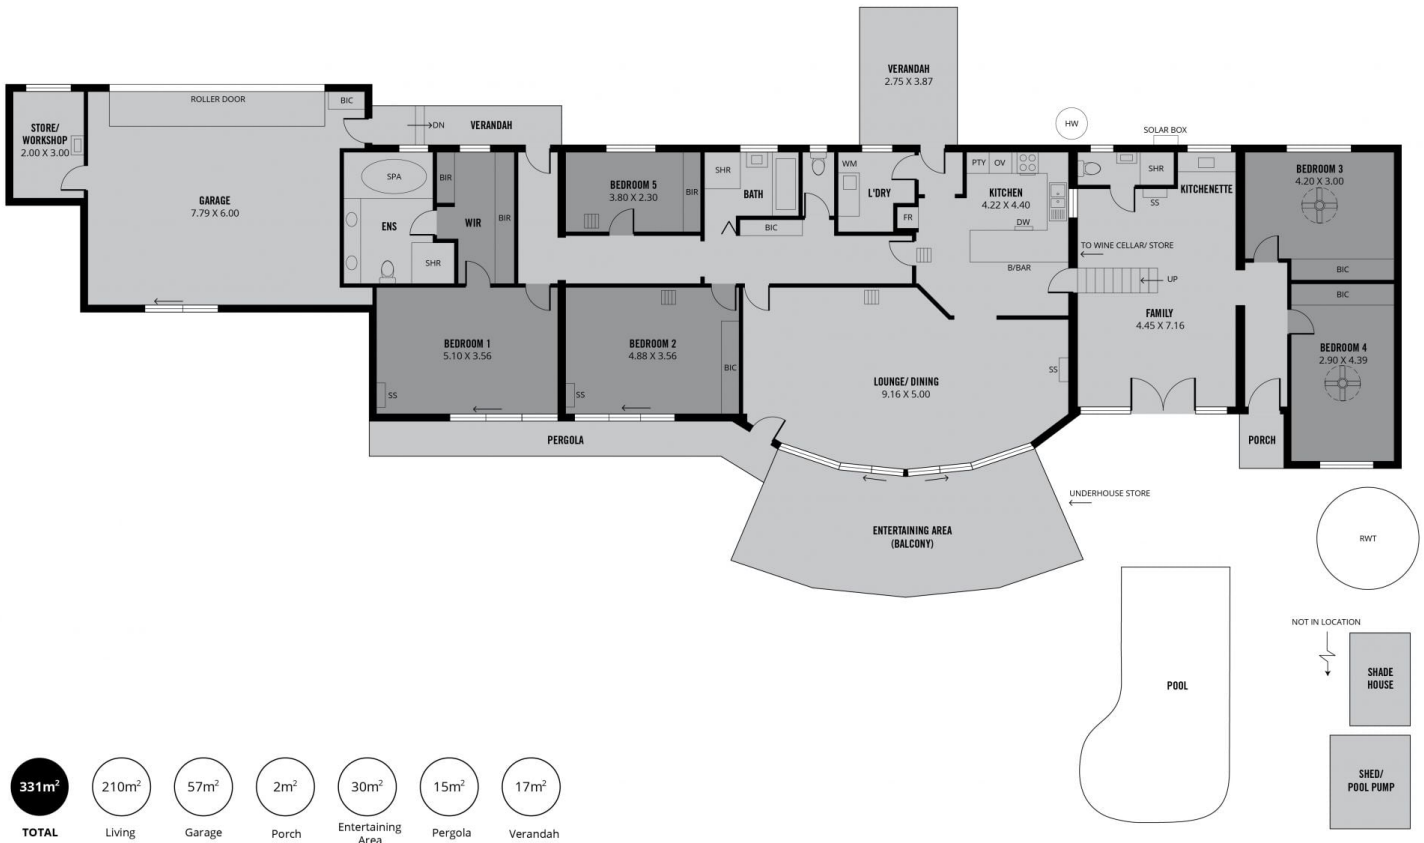 VERANDAH
2.75 X 3.87
ROLLER DOOR
BIC
STORE/
WORKSHOP
2.00 X 3.00
DN
VERANDAH
HW
SOLAR BOX
GARAGE
7.79 X 6.00
SPA
BIR
ENS
WIR
BIR
SHR
BEDROOM 5
3.80 X 2.30
BIR
SHR
BATH
BIC
WM
L'DRY
FR
PTY
OV
KITCHEN
4.22 X 4.40
DW
B/BAR
SHR
SS
KITCHENETTE
TO WINE CELLAR/ STORE
UP
FAMILY
4.45 X 7.16
BEDROOM 3
4.20 X 3.00
BIC
BIC
BEDROOM 4
2.90 X 4.39
BEDROOM 1
5.10 X 3.56
SS
BEDROOM 2
4.88 X 3.56
SS
BIC
LOUNGE/ DINING
9.16 X 5.00
SS
PERGOLA
PORCH
UNDERHOUSE STORE
ENTERTAINING AREA
(BALCONY)
RWT
NOT IN LOCATION
SHADE
HOUSE
POOL
SHED/
POOL PUMP
331m²
TOTAL
210m²
Living
57m²
Garage
2m²
Porch
30m²
Entertaining
Area
15m²
Pergola
17m²
Verandah